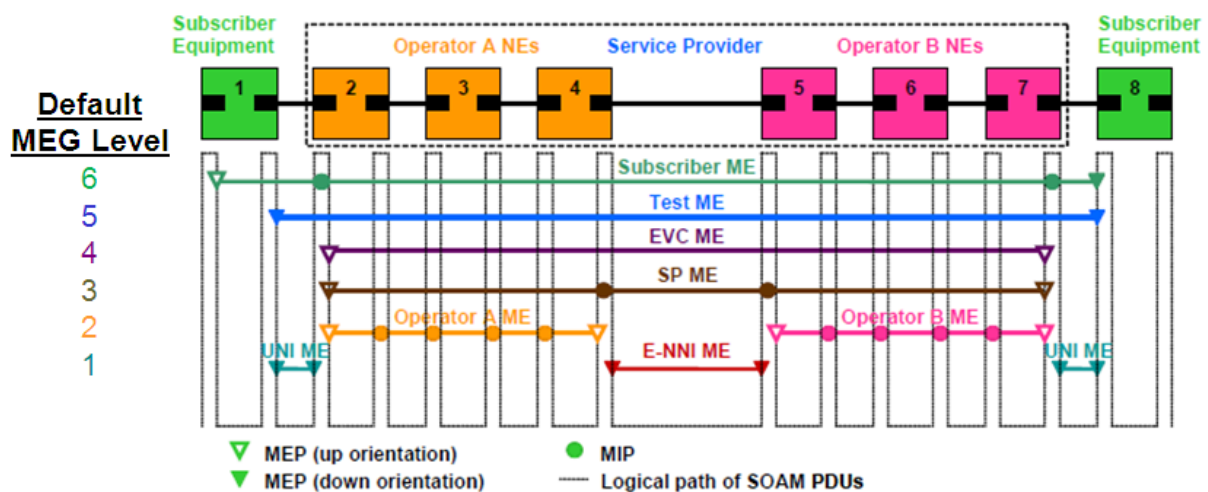 Subscriber
Equipment
Operator A NEs
Service Provider
Operator B NEs
Subscriber
Equipment
1
2
3
4
5
6
7
8
Default
MEG Level
6
Subscriber ME
5
Test ME
4
EVC ME
3
SP ME
2
Operator A ME
Operator B ME
1
UNI ME
E-NNI ME
UNI ME
MEP (up orientation)
MIP
MEP (down orientation)
Logical path of SOAM PDUs